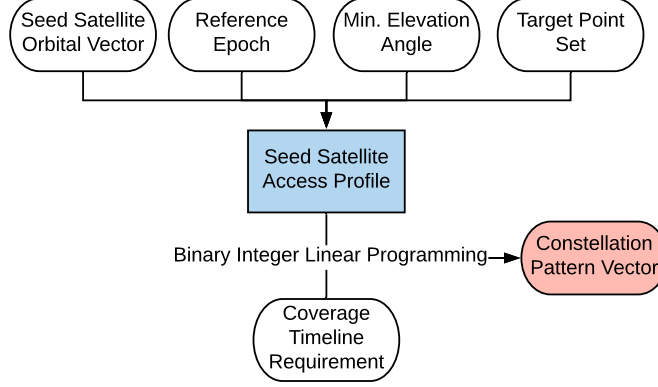 Seed Satellite
Orbital Vector
Reference
Epoch
Min. Elevation
Angle
Target Point
Set
Seed Satellite
Access Profile
Binary Integer Linear Programming
Constellation
Pattern Vector
Coverage
Timeline
Requirement